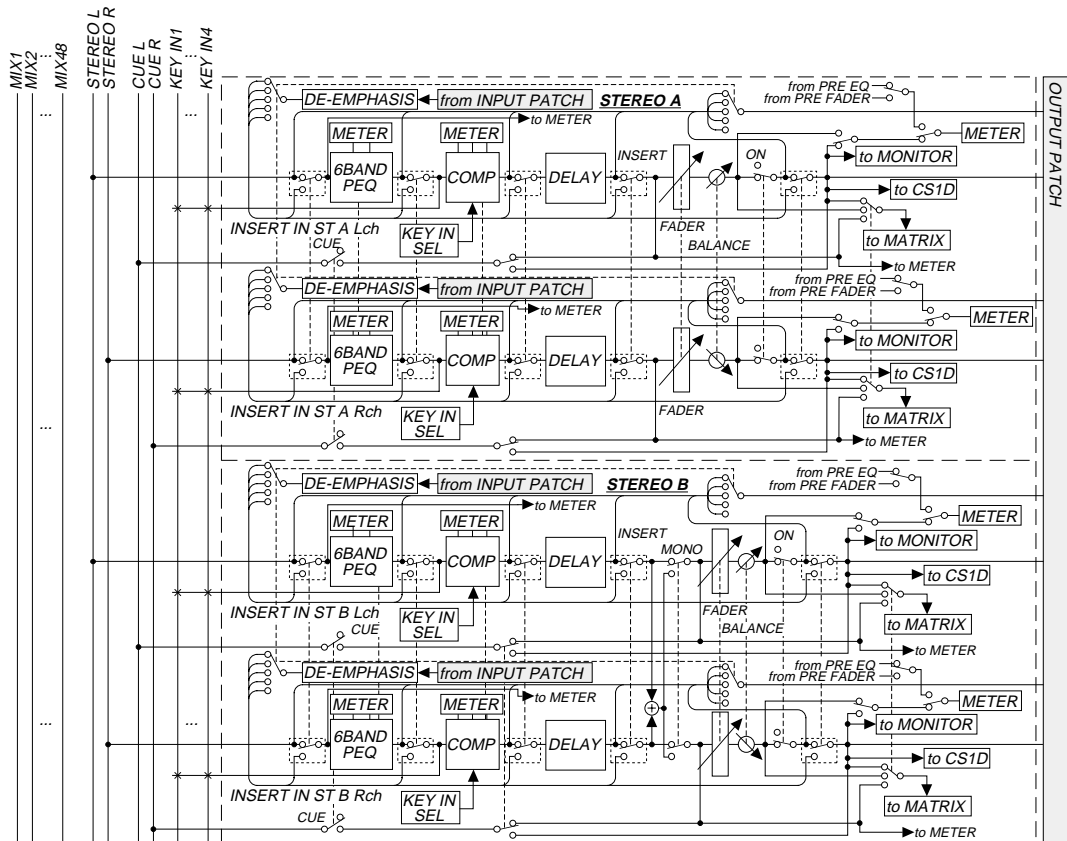 MIX1
MIX2
...
MIX48
STEREO L
STEREO R
CUE L
CUE R
KEY IN1
...
KEY IN4
OUTPUT PATCH
...
...
DE-EMPHASIS
from INPUT PATCH
STEREO A
to METER
from PRE EQ
from PRE FADER
METER
METER
METER
6BAND PEQ
COMP
DELAY
INSERT
ON
to MONITOR
to CS1D
INSERT IN ST A Lch
KEY IN SEL
FADER
BALANCE
to MATRIX
CUE
to METER
DE-EMPHASIS
from INPUT PATCH
to METER
from PRE EQ
from PRE FADER
METER
METER
METER
6BAND PEQ
COMP
DELAY
to MONITOR
to CS1D
INSERT IN ST A Rch
KEY IN SEL
FADER
to MATRIX
to METER
...
DE-EMPHASIS
from INPUT PATCH
STEREO B
to METER
from PRE EQ
from PRE FADER
METER
METER
METER
6BAND PEQ
COMP
DELAY
INSERT
MONO
ON
to MONITOR
to CS1D
INSERT IN ST B Lch
KEY IN SEL
FADER
BALANCE
to MATRIX
CUE
to METER
DE-EMPHASIS
from INPUT PATCH
to METER
from PRE EQ
from PRE FADER
METER
METER
METER
6BAND PEQ
COMP
DELAY
to MONITOR
to CS1D
...
...
INSERT IN ST B Rch
KEY IN SEL
to MATRIX
CUE
to METER